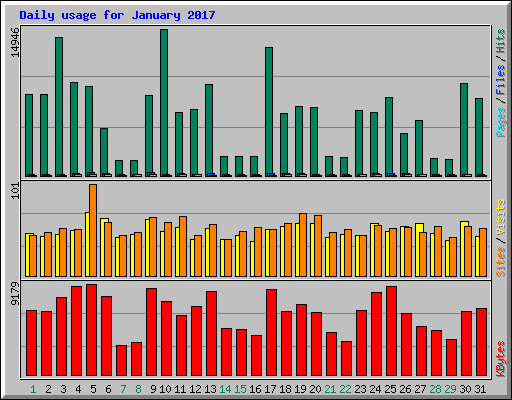 Daily usage for January 2017
14946
Pages / Files / Hits
101
Sites / Visits
9179
KBytes
1 2 3 4 5 6 7 8 9 10 11 12 13 14 15 16 17 18 19 20 21 22 23 24 25 26 27 28 29 30 31